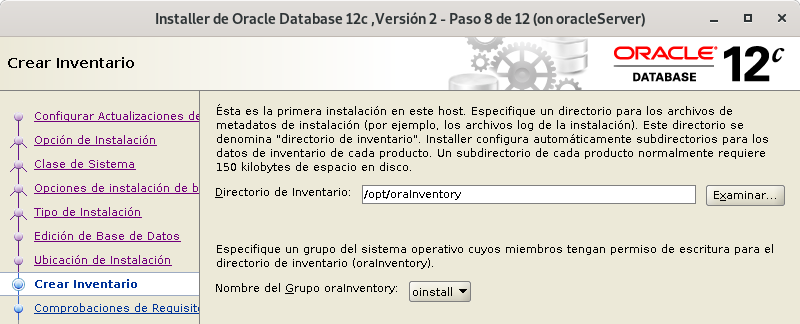 Installer de Oracle Database 12c ,Versión 2 - Paso 8 de 12 (on oracleServer)
Crear Inventario
ORACLE
DATABASE
12c
Configurar Actualizaciones de
Opción de Instalación
Clase de Sistema
Opciones de instalación de b
Tipo de Instalación
Edición de Base de Datos
Ubicación de Instalación
Crear Inventario
Comprobaciones de Requisito
Ésta es la primera instalación en este host. Especifique un directorio para los archivos de
metadatos de instalación (por ejemplo, los archivos log de la instalación). Este directorio se
denomina "directorio de inventario". Installer configura automáticamente subdirectorios para los
datos de inventario de cada producto. Un subdirectorio de cada producto normalmente requiere
150 kilobytes de espacio en disco.
Directorio de Inventario: /opt/oraInventory Examinar...
Especifique un grupo del sistema operativo cuyos miembros tengan permiso de escritura para el
directorio de inventario (oraInventory).
Nombre del Grupo oraInventory: oinstall